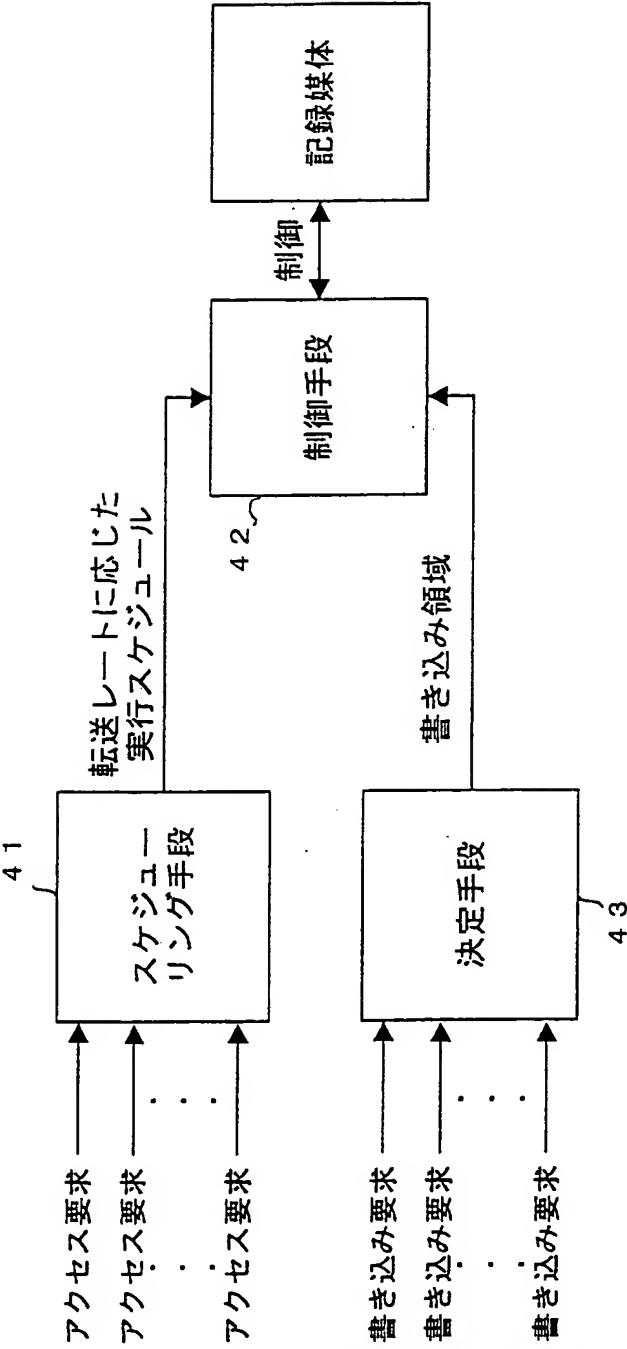 アクセス要求
アクセス要求
アクセス要求
41
スケジュー
リング手段
転送レートに応じた
実行スケジュール
書き込み要求
書き込み要求
書き込み要求
決定手段
43
書き込み領域
42
制御手段
制御
記録媒体